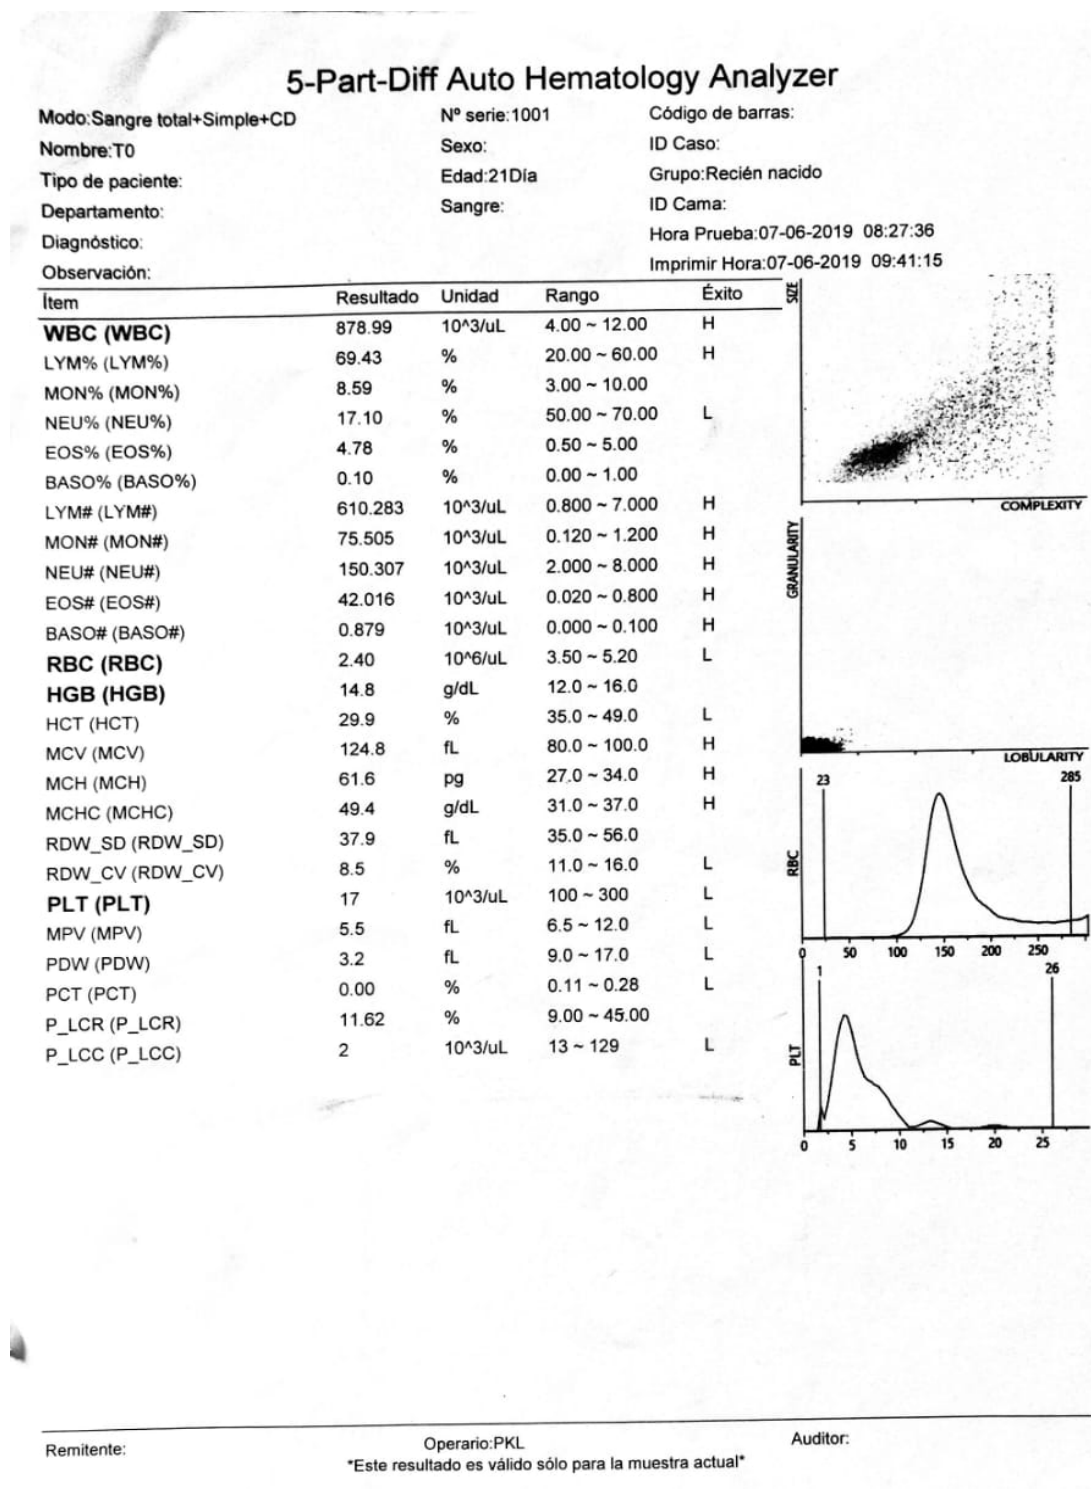 5-Part-Diff Auto Hematology Analyzer
Modo:Sangre total+Simple+CD Nº serie:1001 Código de barras:
Nombre:T0 Sexo: ID Caso:
Tipo de paciente: Edad:21Día Grupo:Recién nacido
Departamento: Sangre: ID Cama:
Diagnóstico: Hora Prueba:07-06-2019 08:27:36
Observación: Imprimir Hora:07-06-2019 09:41:15
Ítem Resultado Unidad Rango Éxito
WBC (WBC) 878.99 10^3/uL 4.00 ~ 12.00 H
LYM% (LYM%) 69.43 % 20.00 ~ 60.00 H
MON% (MON%) 8.59 % 3.00 ~ 10.00
NEU% (NEU%) 17.10 % 50.00 ~ 70.00 L
EOS% (EOS%) 4.78 % 0.50 ~ 5.00
BASO% (BASO%) 0.10 % 0.00 ~ 1.00
LYM# (LYM#) 610.283 10^3/uL 0.800 ~ 7.000 H
MON# (MON#) 75.505 10^3/uL 0.120 ~ 1.200 H
NEU# (NEU#) 150.307 10^3/uL 2.000 ~ 8.000 H
EOS# (EOS#) 42.016 10^3/uL 0.020 ~ 0.800 H
BASO# (BASO#) 0.879 10^3/uL 0.000 ~ 0.100 H
RBC (RBC) 2.40 10^6/uL 3.50 ~ 5.20 L
HGB (HGB) 14.8 g/dL 12.0 ~ 16.0
HCT (HCT) 29.9 % 35.0 ~ 49.0 L
MCV (MCV) 124.8 fL 80.0 ~ 100.0 H
MCH (MCH) 61.6 pg 27.0 ~ 34.0 H
MCHC (MCHC) 49.4 g/dL 31.0 ~ 37.0 H
RDW_SD (RDW_SD) 37.9 fL 35.0 ~ 56.0
RDW_CV (RDW_CV) 8.5 % 11.0 ~ 16.0 L
PLT (PLT) 17 10^3/uL 100 ~ 300 L
MPV (MPV) 5.5 fL 6.5 ~ 12.0 L
PDW (PDW) 3.2 fL 9.0 ~ 17.0 L
PCT (PCT) 0.00 % 0.11 ~ 0.28 L
P_LCR (P_LCR) 11.62 % 9.00 ~ 45.00
P_LCC (P_LCC) 2 10^3/uL 13 ~ 129 L
SIZE
COMPLEXITY
GRANULARITY
LOBULARITY
23 285
RBC
0 50 100 150 200 250
1 26
PLT
0 5 10 15 20 25
Remitente: Operario:PKL Auditor:
*Este resultado es válido sólo para la muestra actual*